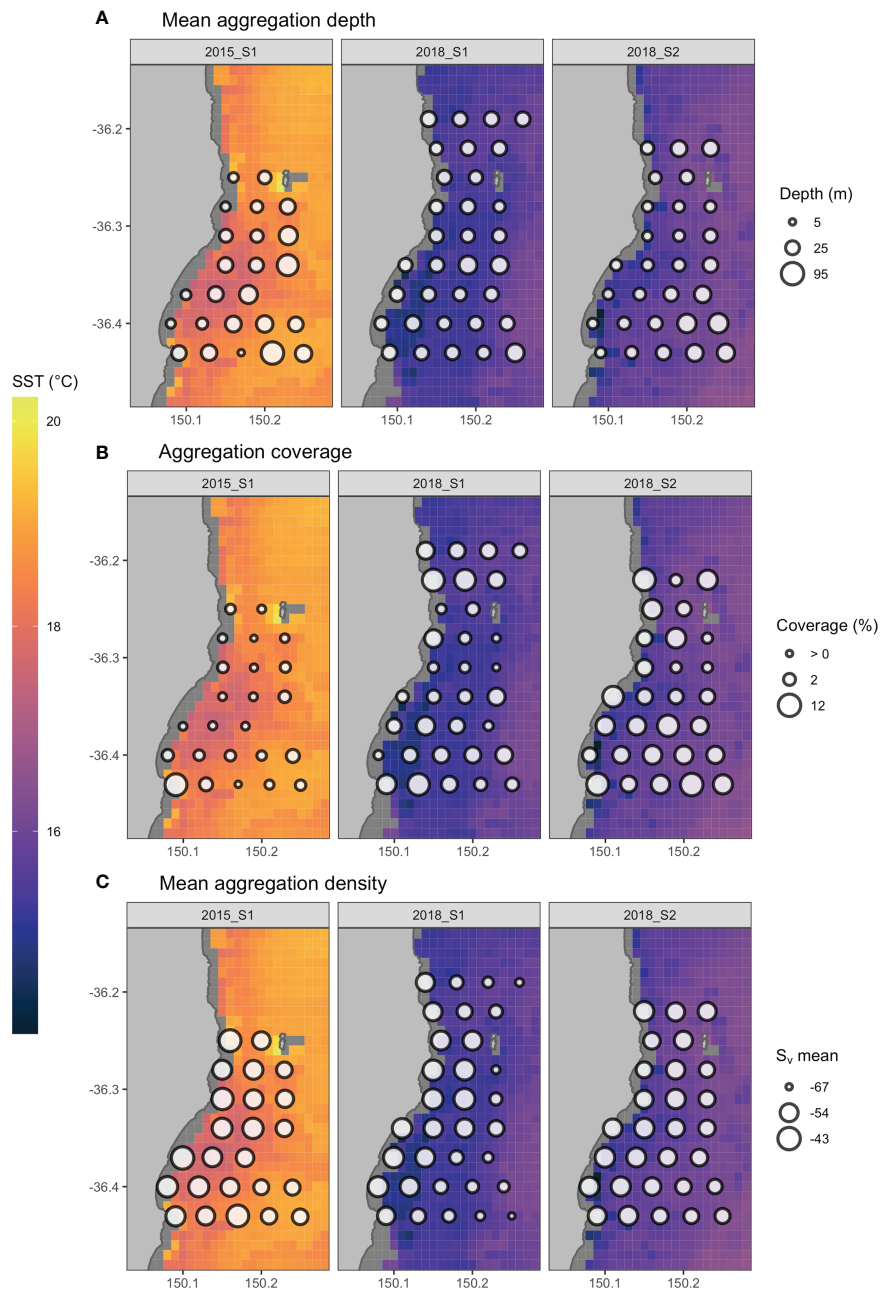 A Mean aggregation depth
2015_S1 2018_S1 2018_S2
-36.2
-36.3
-36.4
150.1 150.2 150.1 150.2 150.1 150.2
Depth (m)
5
25
95
SST (°C)
20
18
16
B Aggregation coverage
2015_S1 2018_S1 2018_S2
-36.2
-36.3
-36.4
150.1 150.2 150.1 150.2 150.1 150.2
Coverage (%)
> 0
2
12
C Mean aggregation density
2015_S1 2018_S1 2018_S2
-36.2
-36.3
-36.4
150.1 150.2 150.1 150.2 150.1 150.2
Sv mean
-67
-54
-43